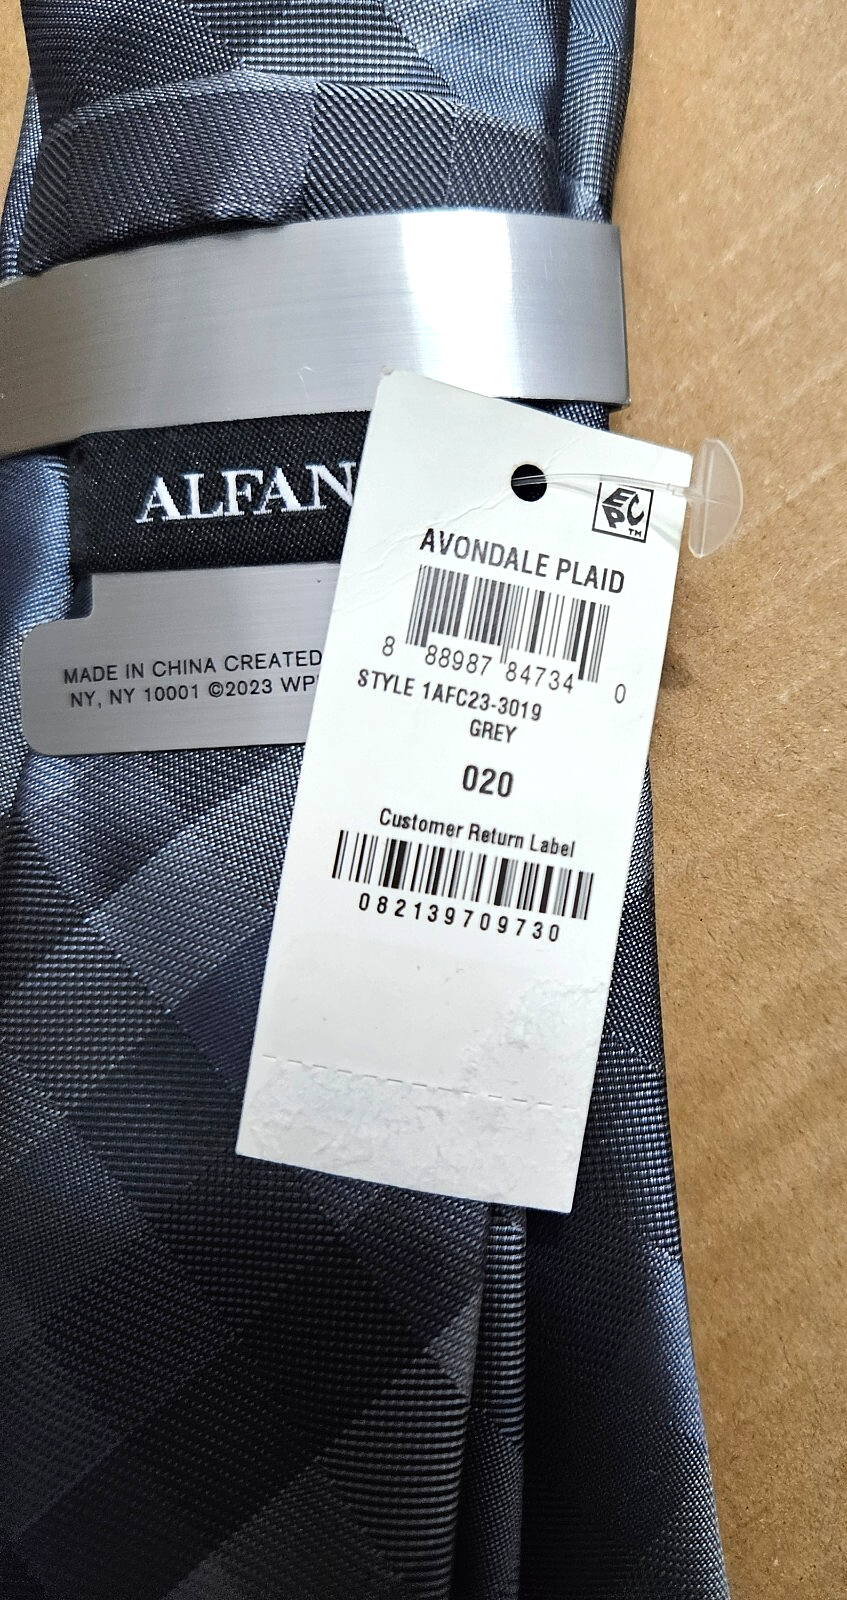 ALFAN
MADE IN CHINA CREATED
NY, NY 10001 ©2023 WP
EPC™
AVONDALE PLAID
8 88987 84734 0
STYLE 1AFC23-3019
GREY
020
Customer Return Label
082139709730